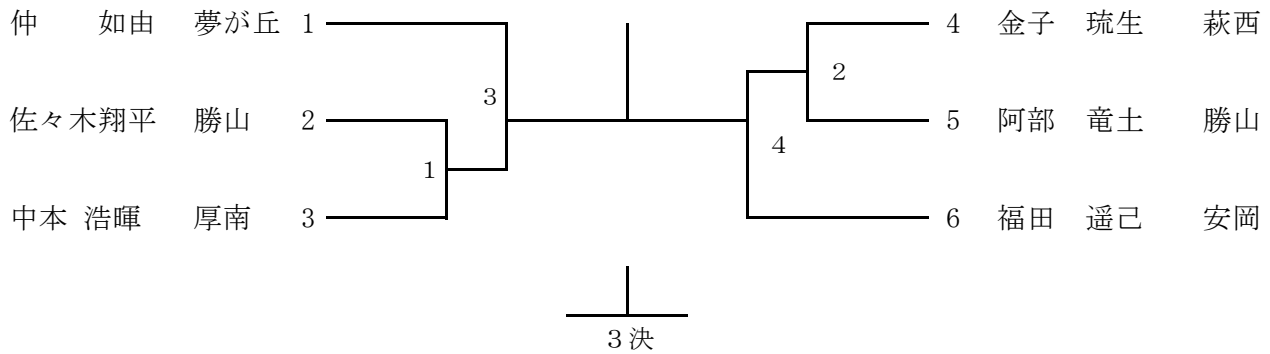 仲　如由 夢が丘 1
4 金子 琉生 萩西
2
3
佐々木翔平 勝山 2
5 阿部 竜土 勝山
4
1
中本 浩暉 厚南 3
6 福田 遥己 安岡
3決